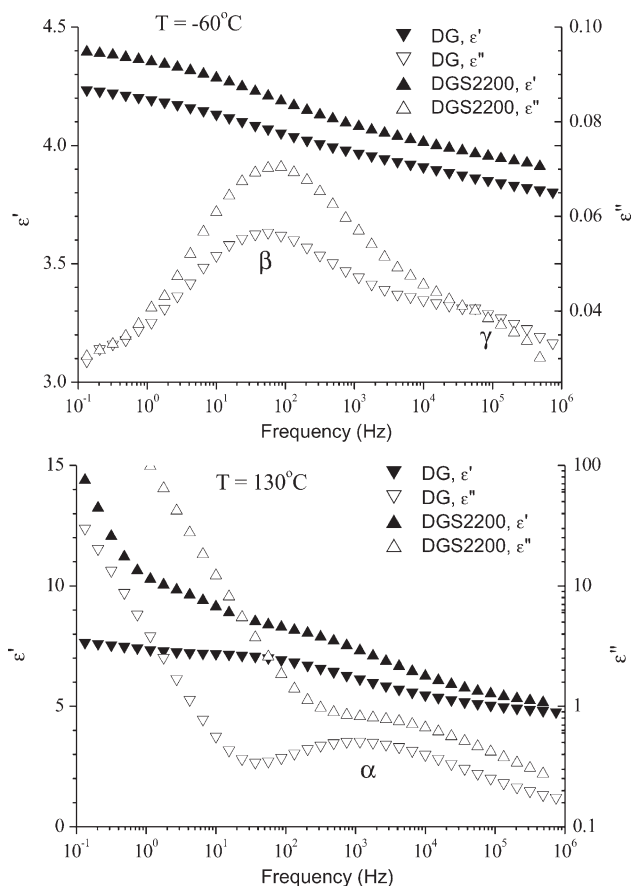 T = -60°C
DG, ε'
DG, ε"
DGS2200, ε'
DGS2200, ε"
4.5
4.0
3.5
3.0
ε'
0.10
0.08
0.06
0.04
ε"
β
γ
10⁻¹ 10⁰ 10¹ 10² 10³ 10⁴ 10⁵ 10⁶
Frequency (Hz)
T = 130°C
DG, ε'
DG, ε"
DGS2200, ε'
DGS2200, ε"
15
10
5
0
ε'
100
10
1
0.1
ε"
α
10⁻¹ 10⁰ 10¹ 10² 10³ 10⁴ 10⁵ 10⁶
Frequency (Hz)